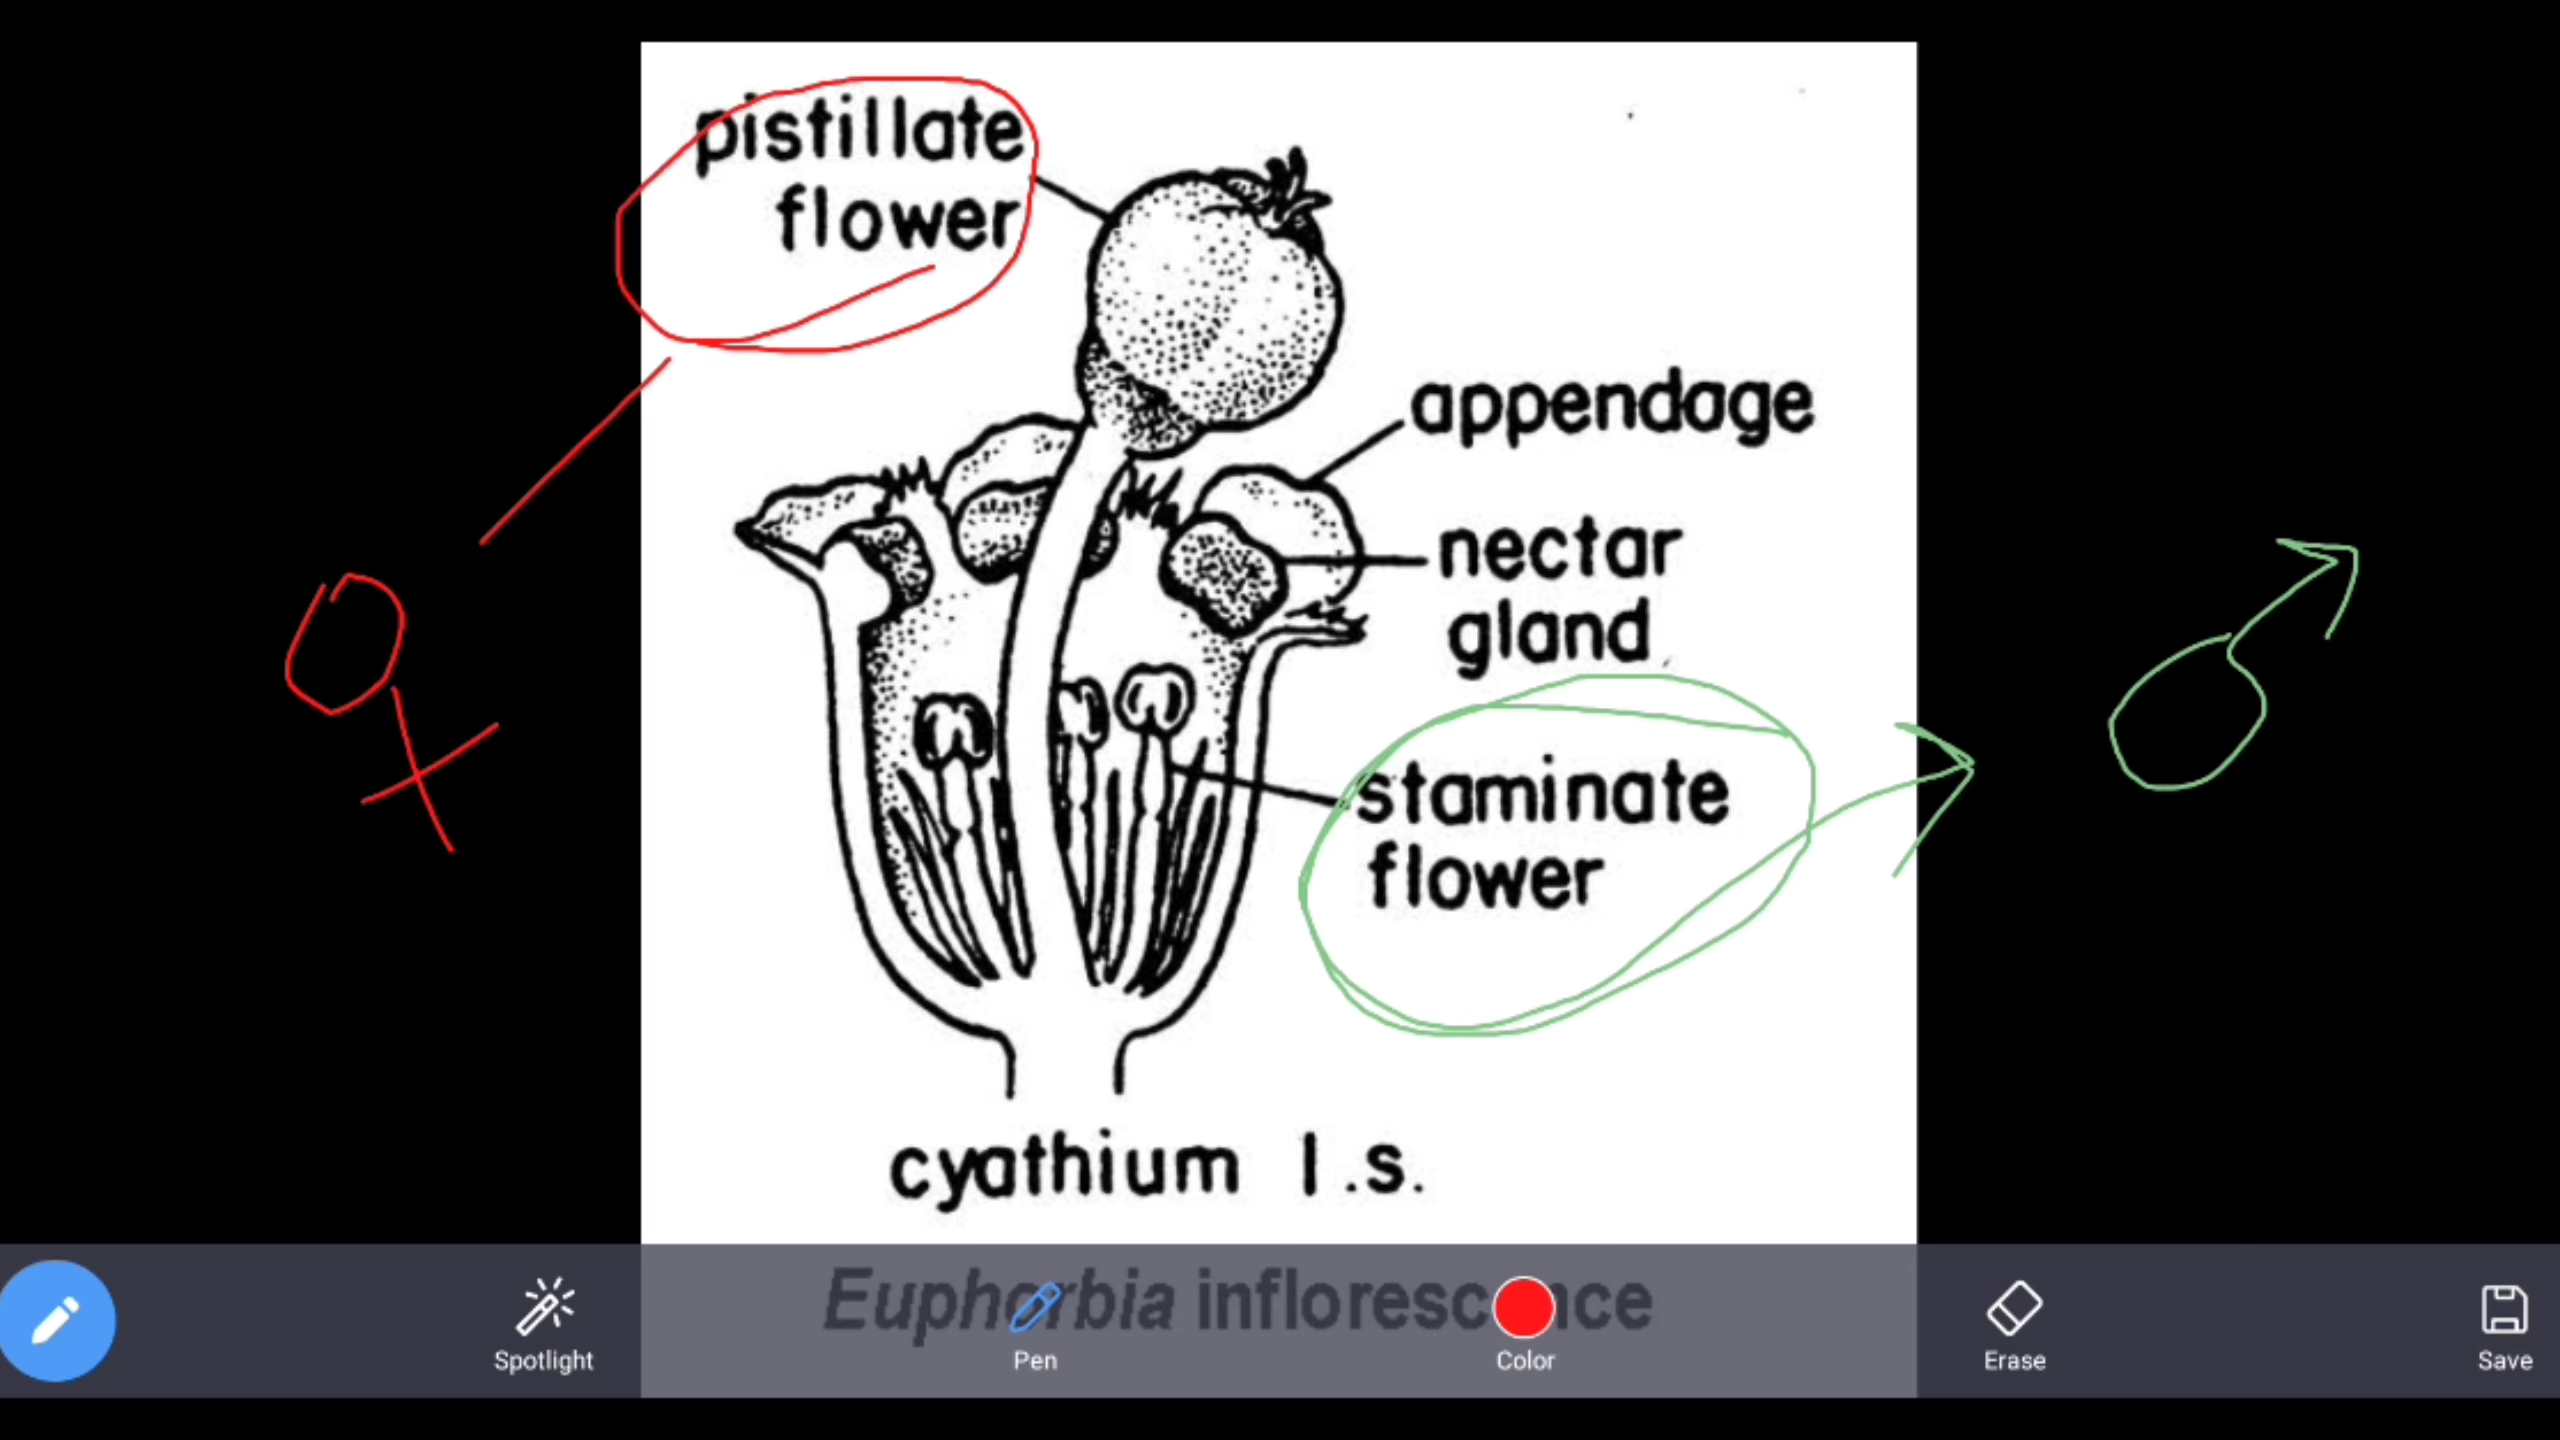 pistillate
flower
appendage
nectar
gland
staminate
flower
♀
♂
cyathium l.s.
Euphorbia inflorescence
Spotlight
Pen
Color
Erase
Save